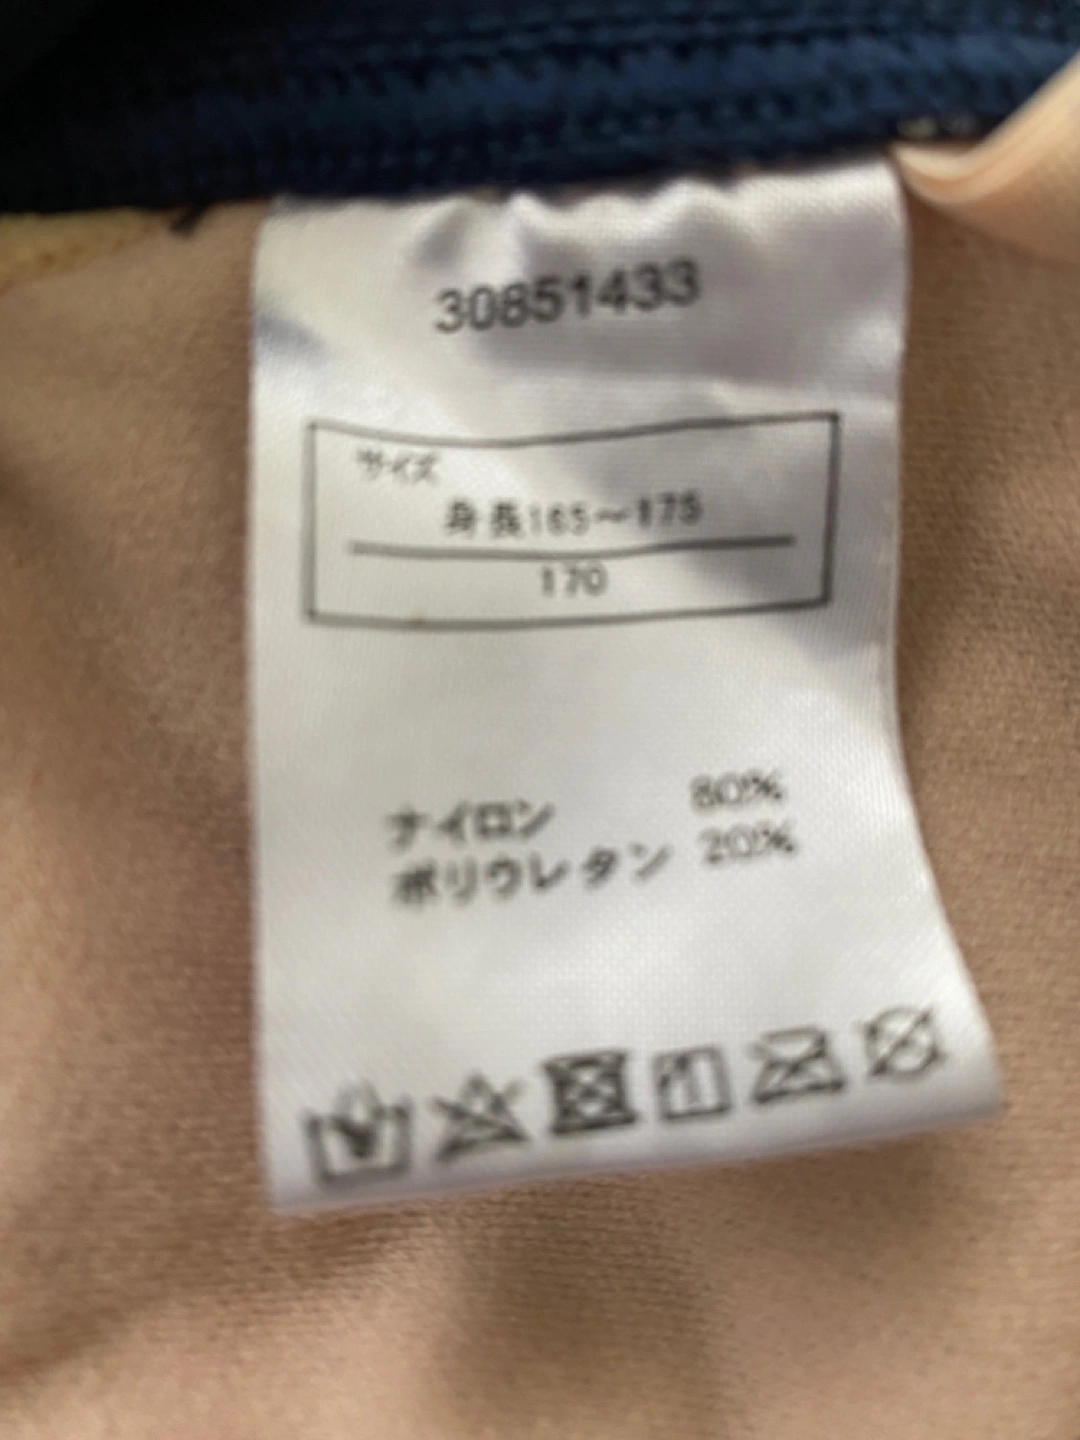 30851433
サイズ
身長165～175
170
ナイロン 80%
ポリウレタン 20%